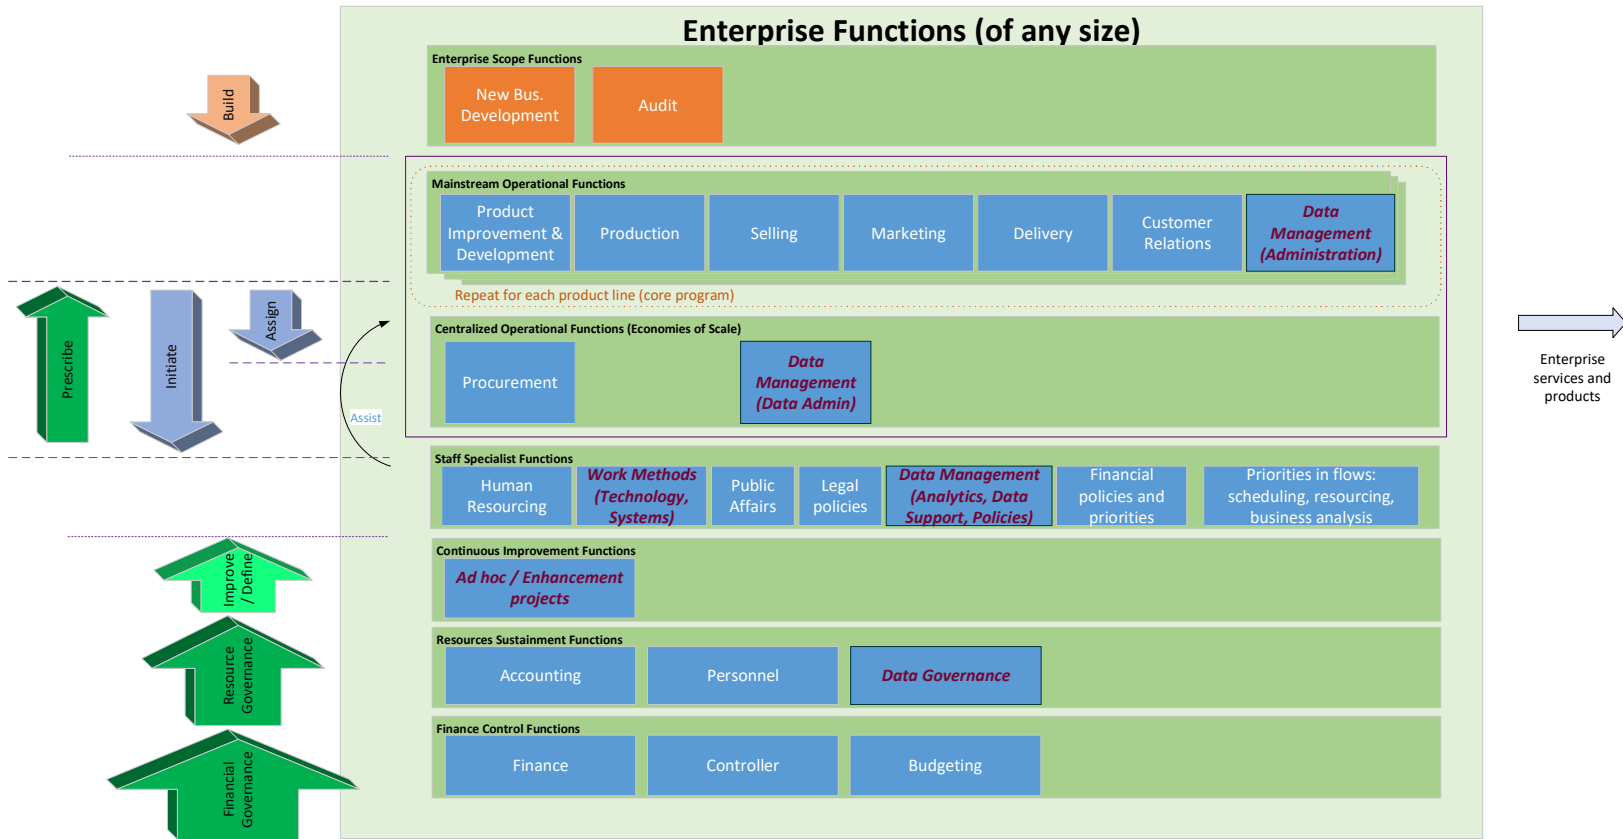 Enterprise Functions (of any size)
Enterprise Scope Functions
New Bus.
Development
Audit
Build
Mainstream Operational Functions
Product
Improvement &
Development
Production
Selling
Marketing
Delivery
Customer
Relations
Data
Management
(Administration)
Repeat for each product line (core program)
Prescribe
Initiate
Assign
Assist
Centralized Operational Functions (Economies of Scale)
Procurement
Data
Management
(Data Admin)
Enterprise
services and
products
Staff Specialist Functions
Human
Resourcing
Work Methods
(Technology,
Systems)
Public
Affairs
Legal
policies
Data Management
(Analytics, Data
Support, Policies)
Financial
policies and
priorities
Priorities in flows:
scheduling, resourcing,
business analysis
Improve
/ Define
Continuous Improvement Functions
Ad hoc / Enhancement
projects
Resource
Governance
Resources Sustainment Functions
Accounting
Personnel
Data Governance
Financial
Governance
Finance Control Functions
Finance
Controller
Budgeting